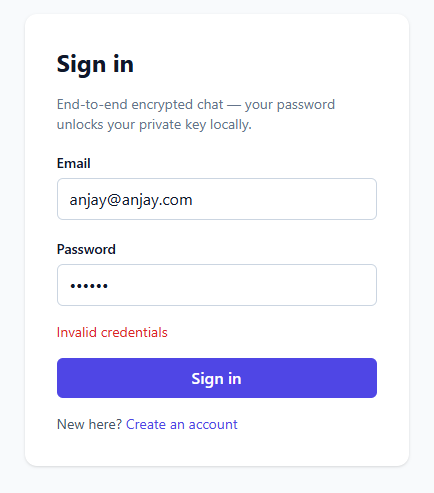 Sign in
End-to-end encrypted chat — your password
unlocks your private key locally.
Email
anjay@anjay.com
Password
••••••
Invalid credentials
Sign in
New here? Create an account